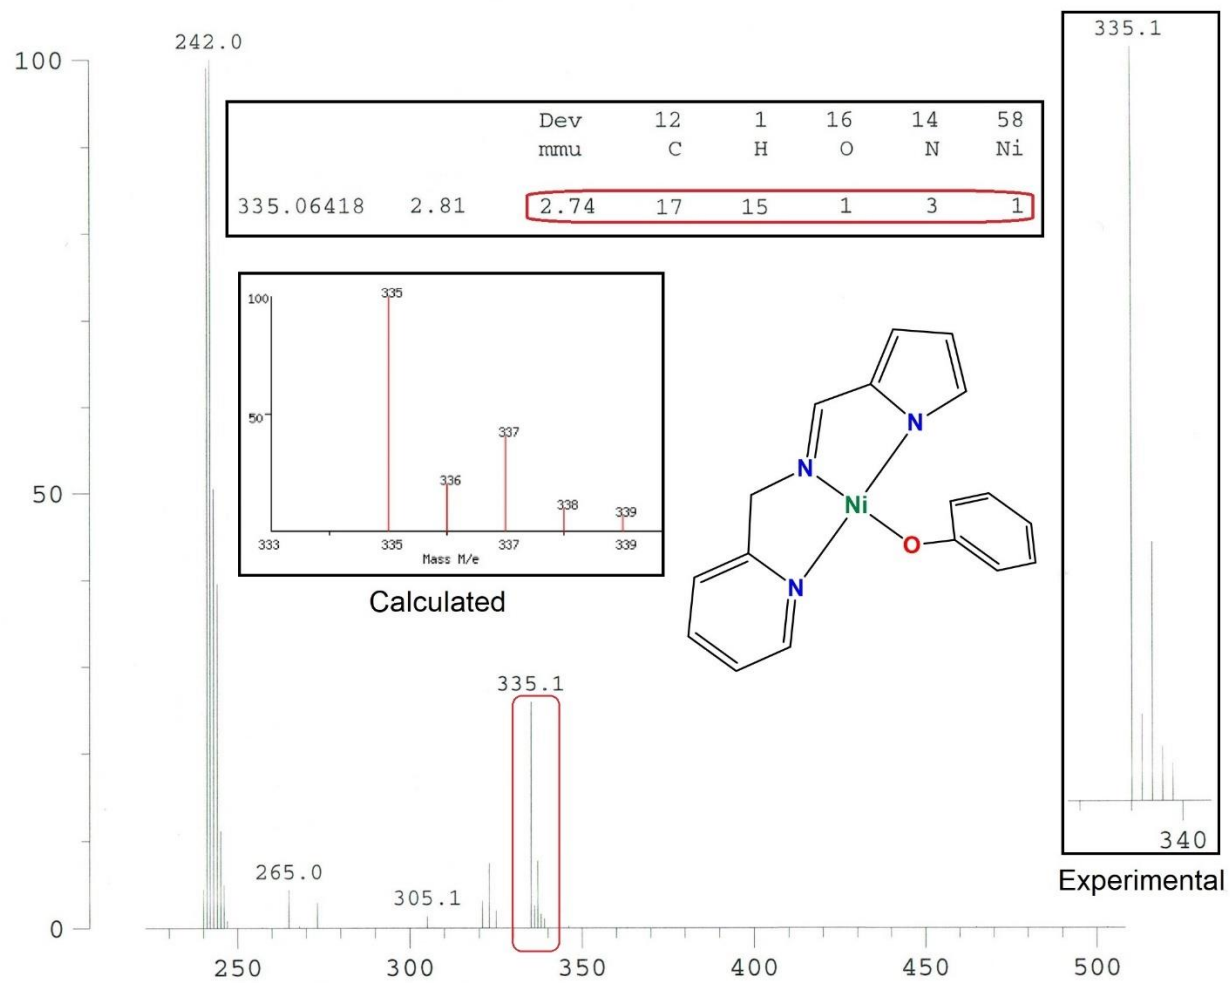 242.0
100
50
0
Dev 12 1 16 14 58
mmu C H O N Ni
335.06418 2.81 2.74 17 15 1 3 1
100
50
335
336
337
338
339
333 335 337 339
Mass M/e
Calculated
N
N
Ni
O
N
335.1
265.0
305.1
250 300 350 400 450 500
335.1
340
Experimental